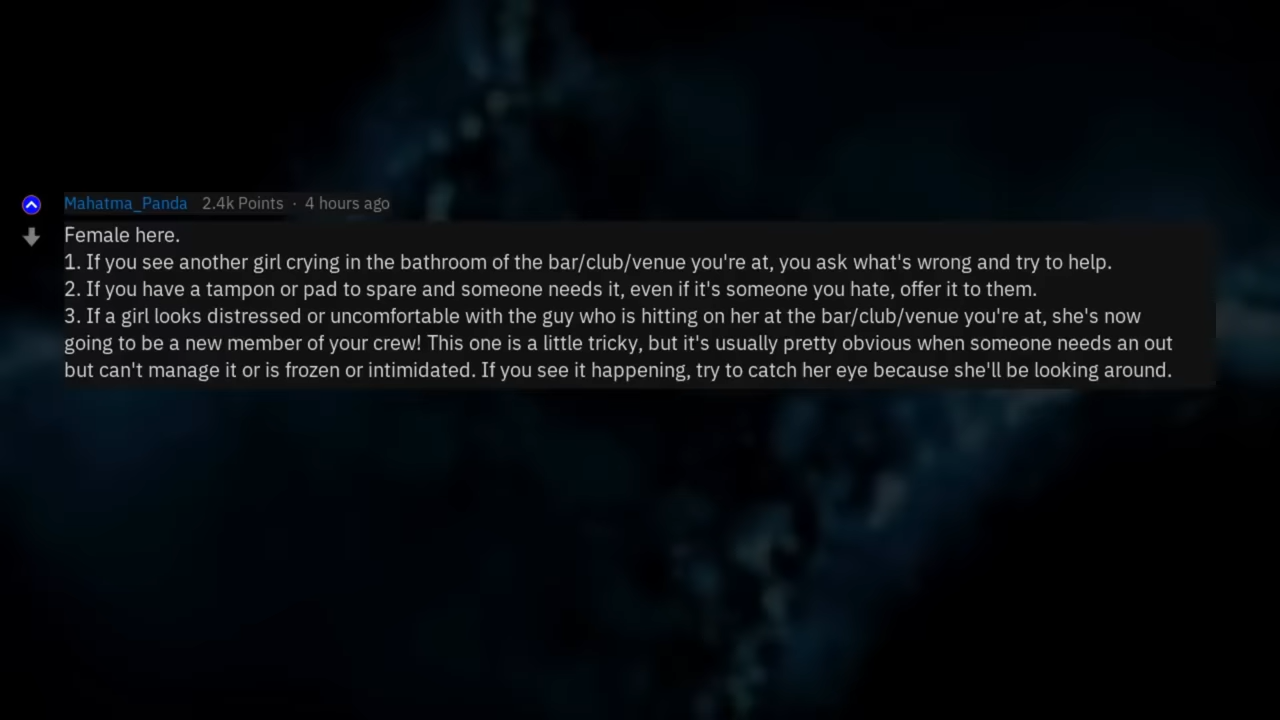 Mahatma_Panda 2.4k Points · 4 hours ago
Female here.
1. If you see another girl crying in the bathroom of the bar/club/venue you're at, you ask what's wrong and try to help.
2. If you have a tampon or pad to spare and someone needs it, even if it's someone you hate, offer it to them.
3. If a girl looks distressed or uncomfortable with the guy who is hitting on her at the bar/club/venue you're at, she's now
going to be a new member of your crew! This one is a little tricky, but it's usually pretty obvious when someone needs an out
but can't manage it or is frozen or intimidated. If you see it happening, try to catch her eye because she'll be looking around.